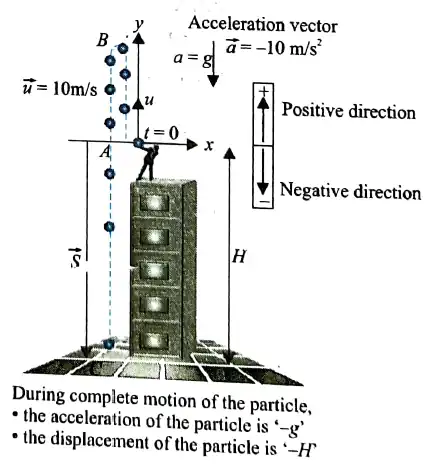 y
Acceleration vector
B
a = g
a⃗ = –10 m/s²
u⃗ = 10m/s
u
+
Positive direction
t = 0
x
A
–
Negative direction
S⃗
H
During complete motion of the particle,
• the acceleration of the particle is ‘–g’
• the displacement of the particle is ‘–H’